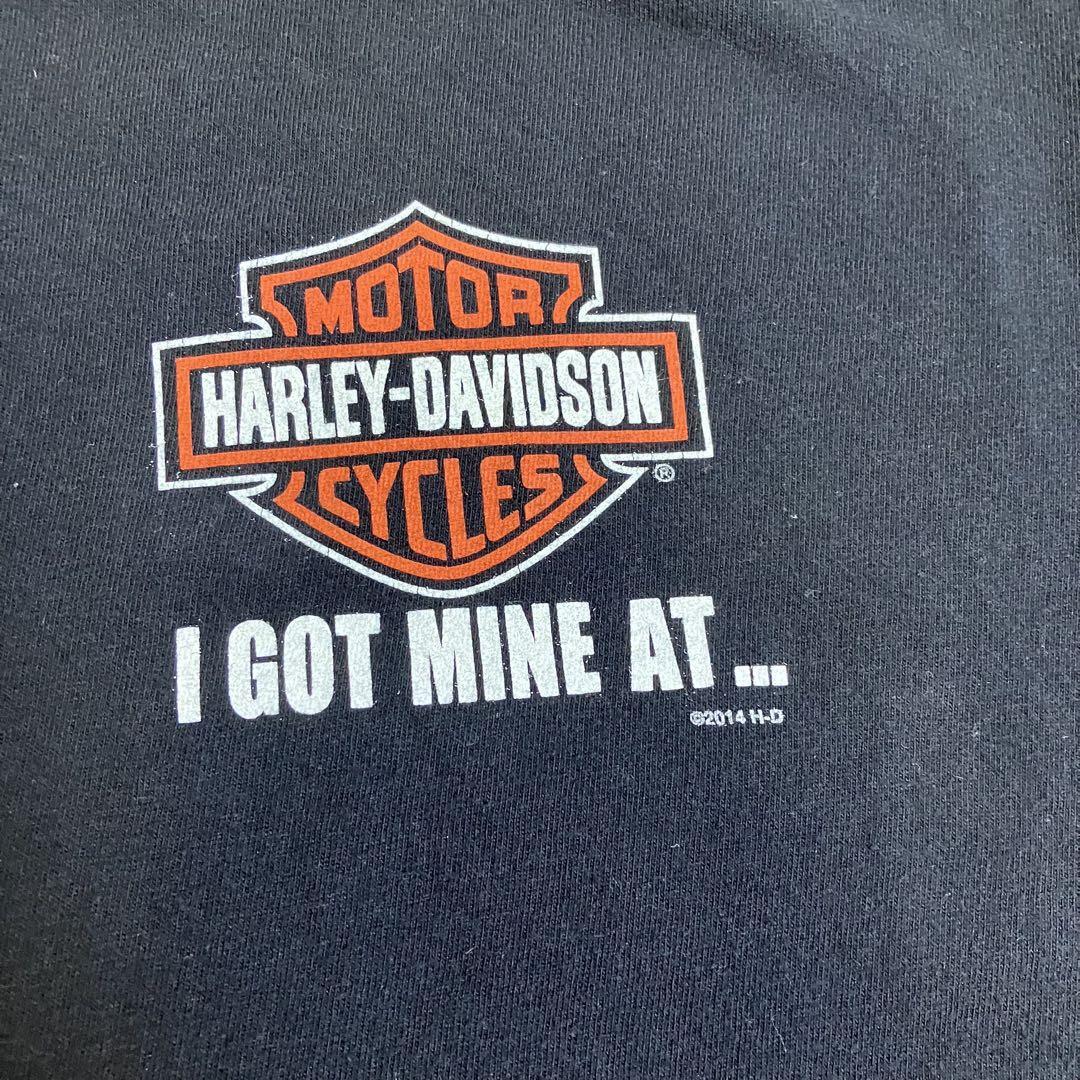 MOTOR
HARLEY-DAVIDSON
CYCLES
®
I GOT MINE AT ...
©2014 H-D